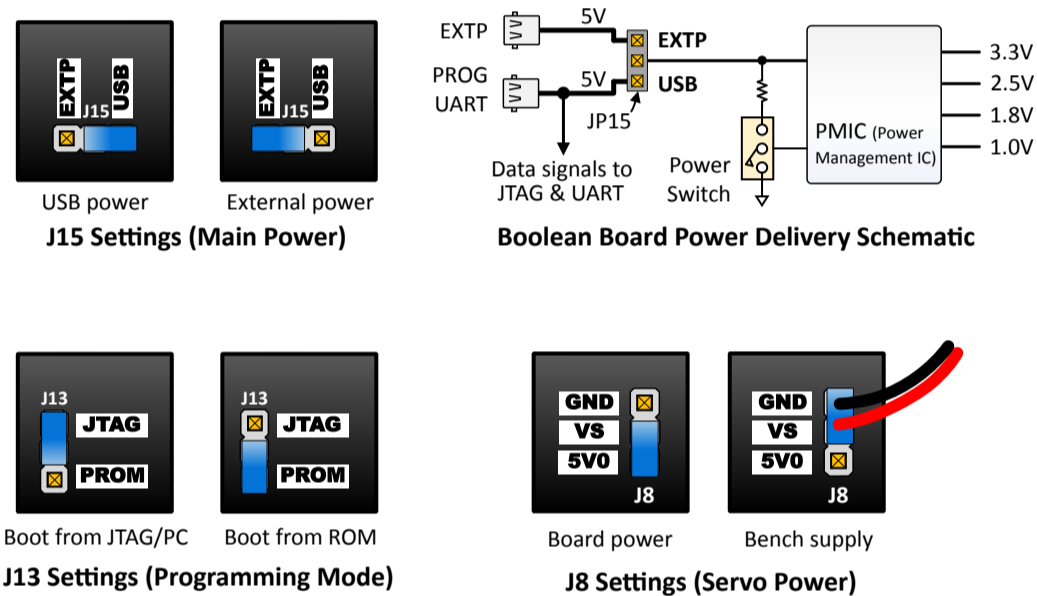 EXTP
J15
USB
USB power
EXTP
J15
USB
External power
J15 Settings (Main Power)
EXTP
5V
EXTP
PROG
UART
5V
USB
JP15
Data signals to
JTAG & UART
Power
Switch
PMIC (Power
Management IC)
3.3V
2.5V
1.8V
1.0V
Boolean Board Power Delivery Schematic
J13
JTAG
PROM
Boot from JTAG/PC
J13
JTAG
PROM
Boot from ROM
J13 Settings (Programming Mode)
GND
VS
5V0
J8
Board power
GND
VS
5V0
J8
Bench supply
J8 Settings (Servo Power)